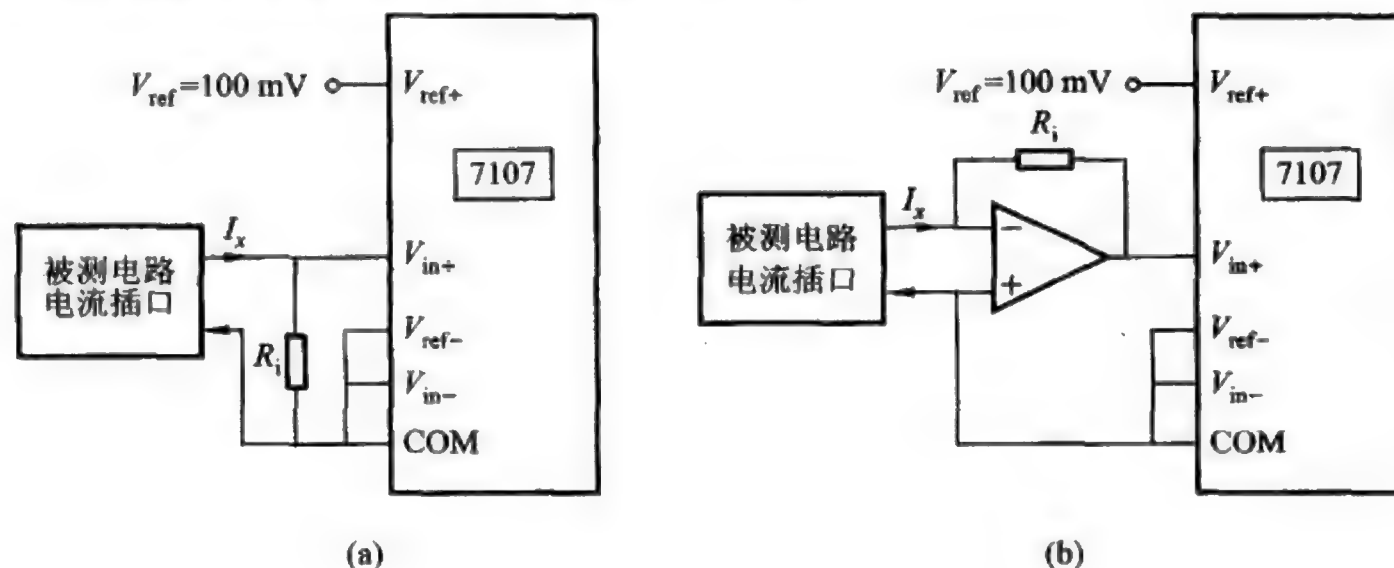 V_ref=100 mV
V_ref+
7107
I_x
被测电路
电流插口
V_in+
R_i
V_ref−
V_in−
COM
(a)
V_ref=100 mV
V_ref+
R_i
7107
I_x
被测电路
电流插口
−
+
V_in+
V_ref−
V_in−
COM
(b)